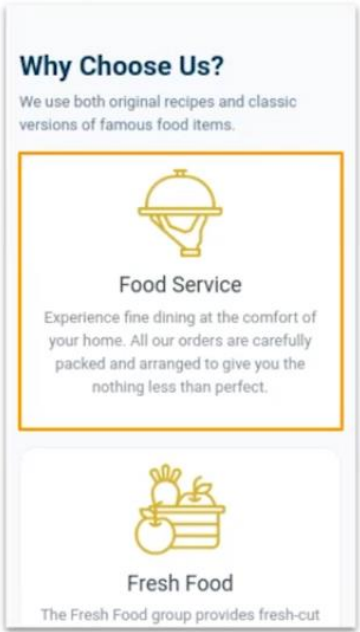 Why Choose Us?
We use both original recipes and classic
versions of famous food items.
Food Service
Experience fine dining at the comfort of
your home. All our orders are carefully
packed and arranged to give you the
nothing less than perfect.
Fresh Food
The Fresh Food group provides fresh-cut